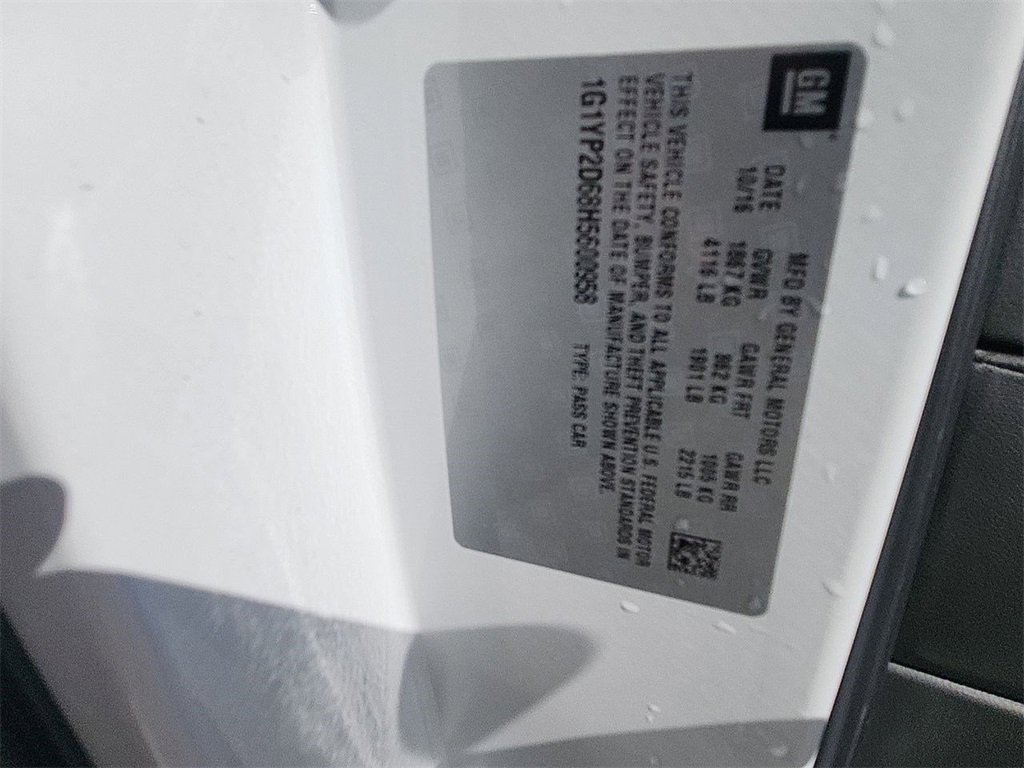 GM
MFD BY GENERAL MOTORS LLC
DATE GVWR GAWR FRT GAWR RR
10/16 1867 KG 862 KG 1005 KG
4116 LB 1901 LB 2215 LB
THIS VEHICLE CONFORMS TO ALL APPLICABLE U.S. FEDERAL MOTOR
VEHICLE SAFETY, BUMPER, AND THEFT PREVENTION STANDARDS IN
EFFECT ON THE DATE OF MANUFACTURE SHOWN ABOVE.
1G1YP2D68H5600958 TYPE: PASS CAR